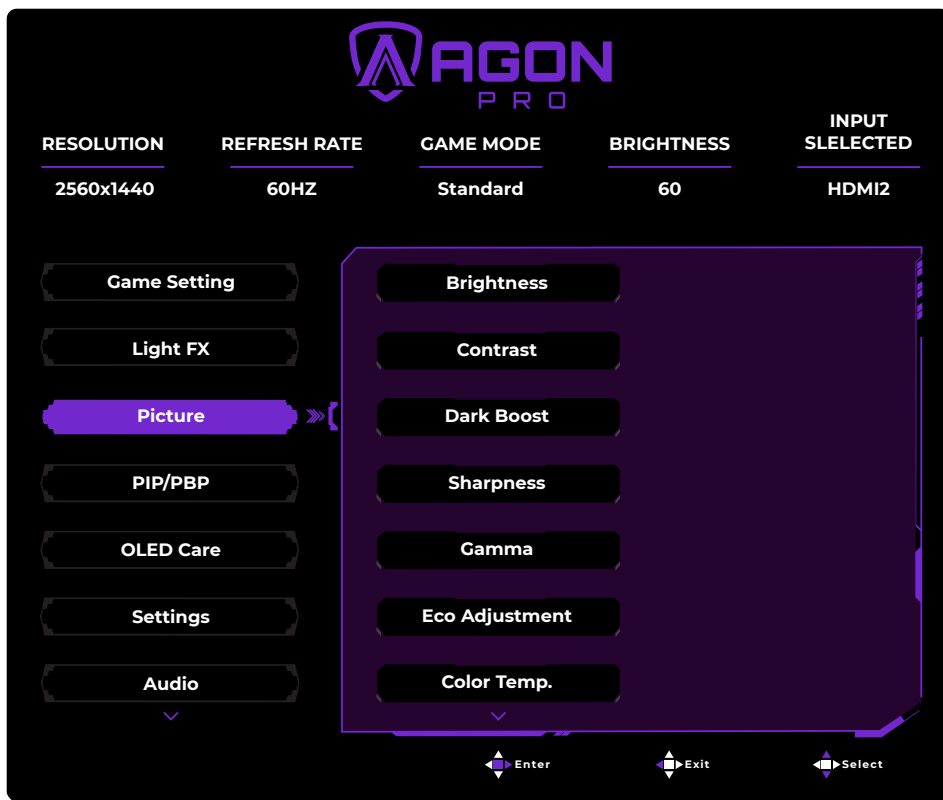 AGON
PRO
RESOLUTION
REFRESH RATE
GAME MODE
BRIGHTNESS
INPUT
SLELECTED
2560x1440
60HZ
Standard
60
HDMI2
Game Setting
Light FX
Picture
PIP/PBP
OLED Care
Settings
Audio
Brightness
Contrast
Dark Boost
Sharpness
Gamma
Eco Adjustment
Color Temp.
Enter
Exit
Select